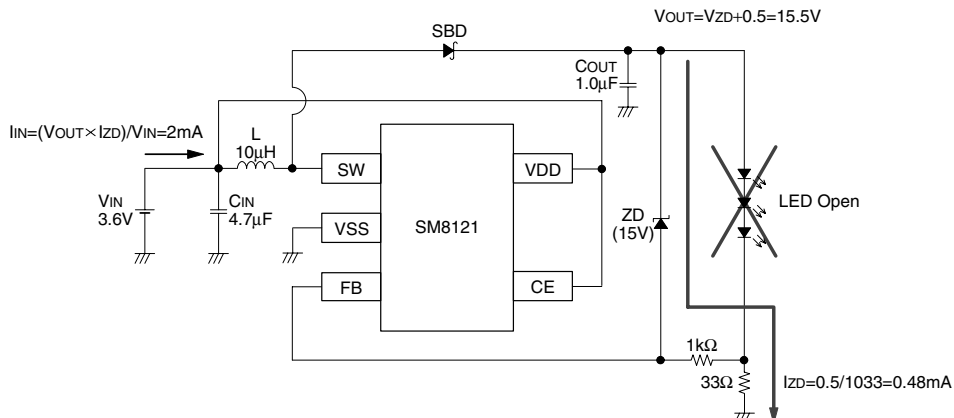 VOUT=VZD+0.5=15.5V
SBD
COUT
1.0µF
IIN=(VOUT×IZD)/VIN=2mA
L
10µH
SW
VDD
VIN
3.6V
CIN
4.7µF
VSS
SM8121
ZD
(15V)
LED Open
FB
CE
1kΩ
33Ω
IZD=0.5/1033=0.48mA